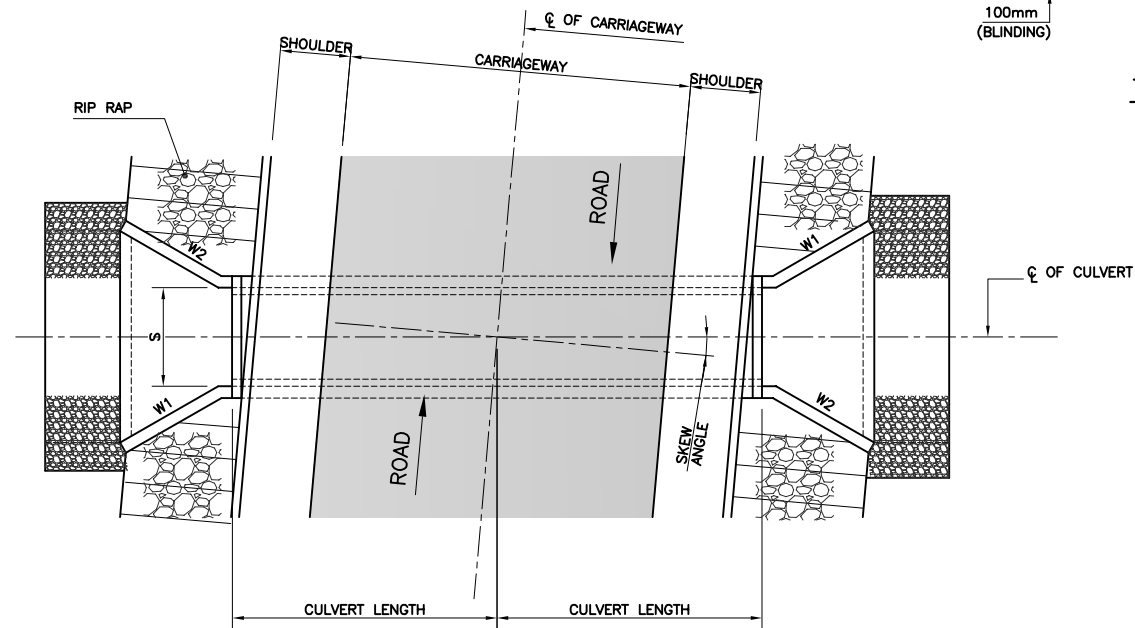 ℄ OF CARRIAGEWAY
100mm
(BLINDING)
SHOULDER
CARRIAGEWAY
SHOULDER
RIP RAP
ROAD
W2
W1
℄ OF CULVERT
S
W1
W2
ROAD
SKEW
ANGLE
CULVERT LENGTH
CULVERT LENGTH